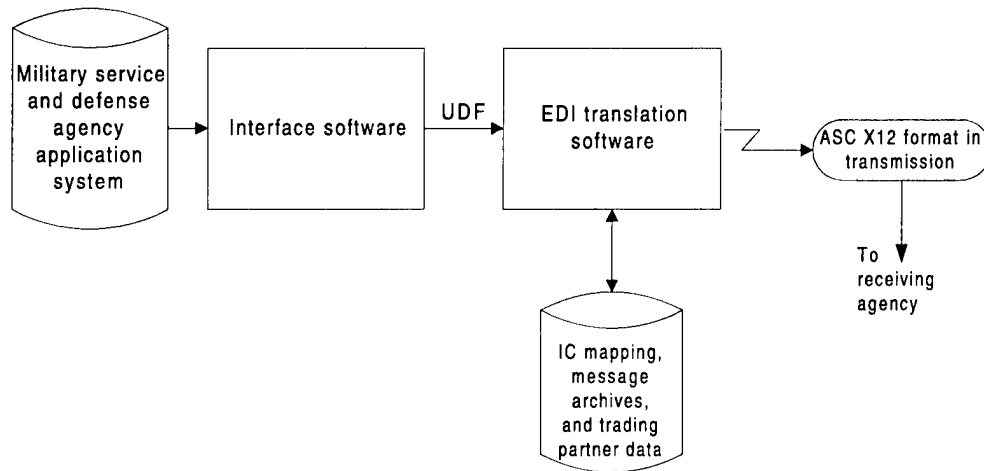 Military service
and defense
agency
application
system
Interface software
UDF
EDI translation
software
ASC X12 format in
transmission
To
receiving
agency
IC mapping,
message
archives,
and trading
partner data